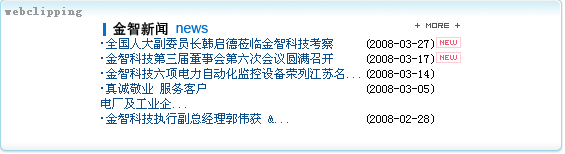 webclipping
金智新闻 news + MORE +
·全国人大副委员长韩启德莅临金智科技考察 (2008-03-27) NEW
·金智科技第三届董事会第六次会议圆满召开 (2008-03-17) NEW
·金智科技六项电力自动化监控设备荣列江苏名... (2008-03-14)
·真诚敬业 服务客户 (2008-03-05)
电厂及工业企...
·金智科技执行副总经理郭伟获 &... (2008-02-28)